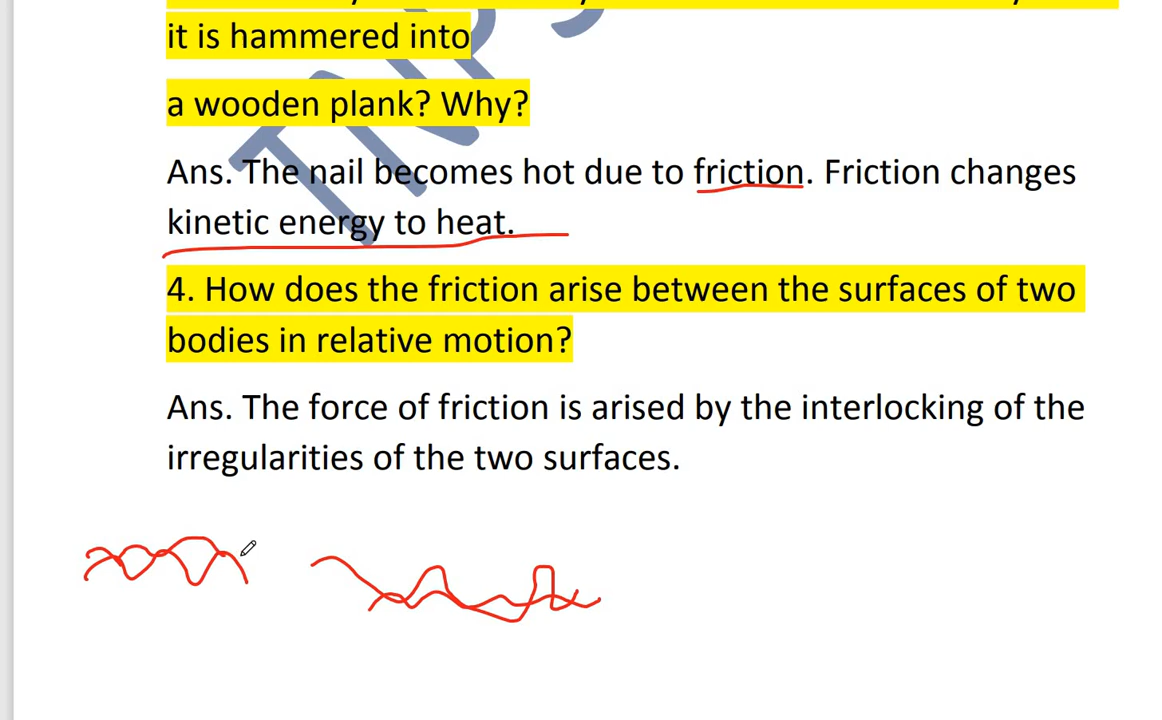 it is hammered into
a wooden plank? Why?
Ans. The nail becomes hot due to friction. Friction changes
kinetic energy to heat.
4. How does the friction arise between the surfaces of two
bodies in relative motion?
Ans. The force of friction is arised by the interlocking of the
irregularities of the two surfaces.